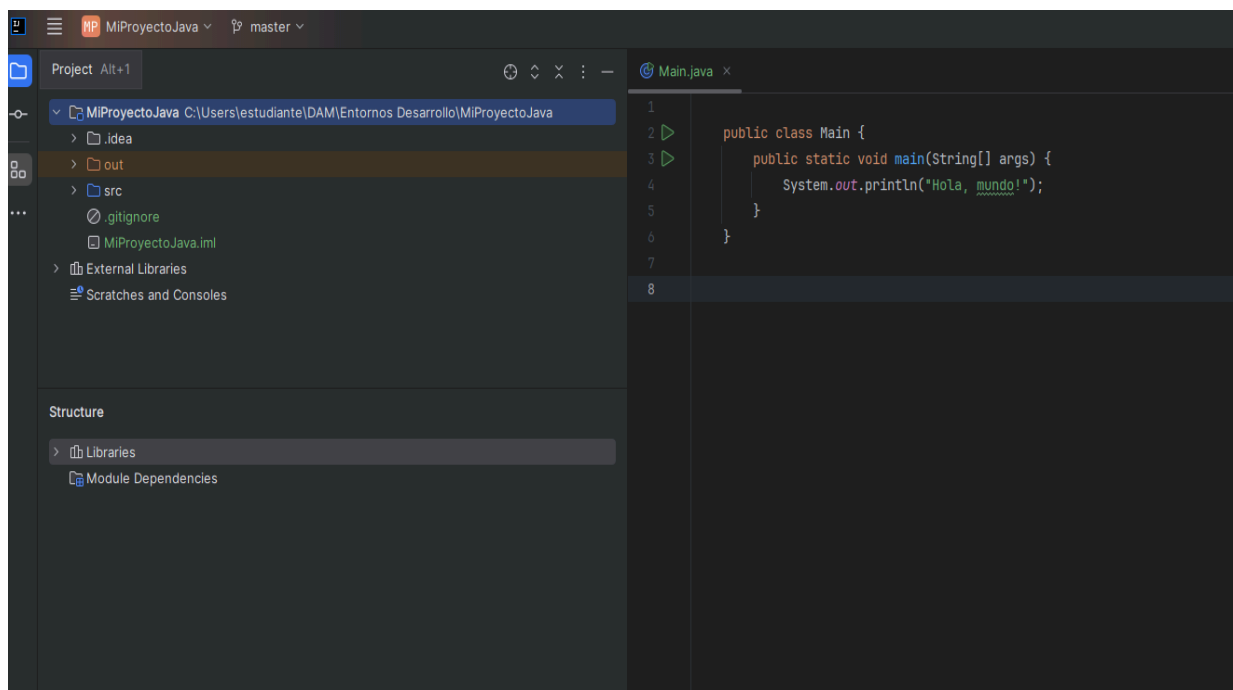 IJ
MP MiProyectoJava master
Project Alt+1
MiProyectoJava C:\Users\estudiante\DAM\Entornos Desarrollo\MiProyectoJava
.idea
out
src
.gitignore
MiProyectoJava.iml
External Libraries
Scratches and Consoles
Structure
Libraries
Module Dependencies
Main.java ×
1
2 public class Main {
3 public static void main(String[] args) {
4 System.out.println("Hola, mundo!");
5 }
6 }
7
8